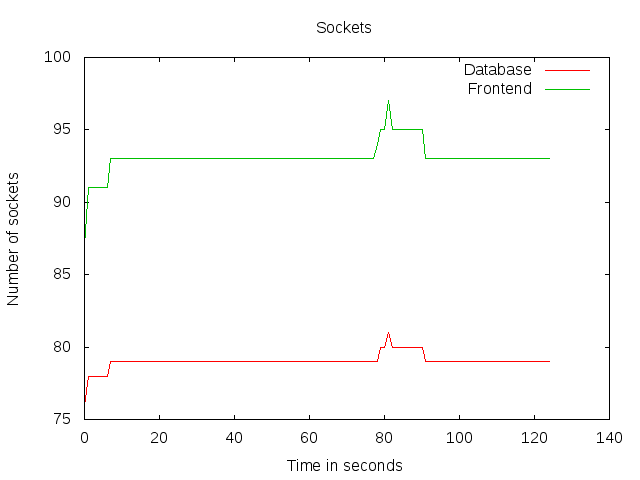 Sockets
100
95
90
85
80
75
Number of sockets
Database
Frontend
0 20 40 60 80 100 120 140
Time in seconds